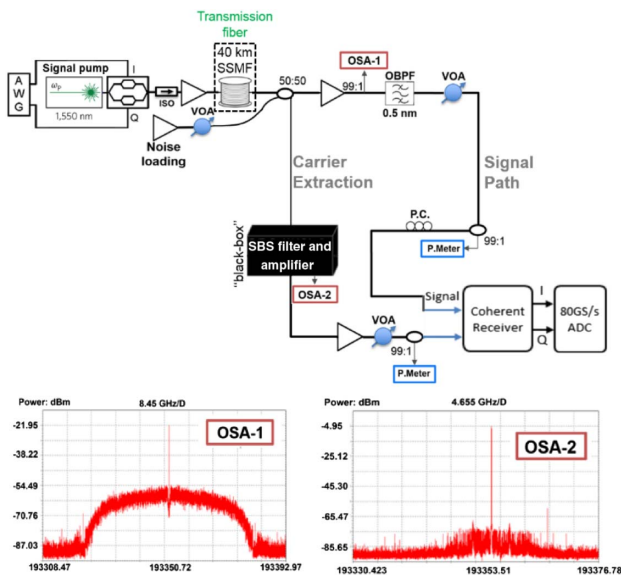 Transmission
fiber
40 km
SSMF
50:50
OSA-1
99:1
OBPF
0.5 nm
VOA
A
W
G
Signal pump
ωp
1,550 nm
I
Q
ISO
VOA
Noise
loading
Carrier
Extraction
Signal
Path
P.C.
99:1
P.Meter
"black-box"
SBS filter and
amplifier
OSA-2
VOA
99:1
P.Meter
Signal
Coherent
Receiver
I
Q
80GS/s
ADC
Power: dBm
8.45 GHz/D
OSA-1
-21.95
-38.22
-54.49
-70.76
-87.03
193308.47
193350.72
193392.97
Power: dBm
4.655 GHz/D
OSA-2
-4.95
-25.12
-45.30
-65.47
-85.65
193330.423
193353.51
193376.78